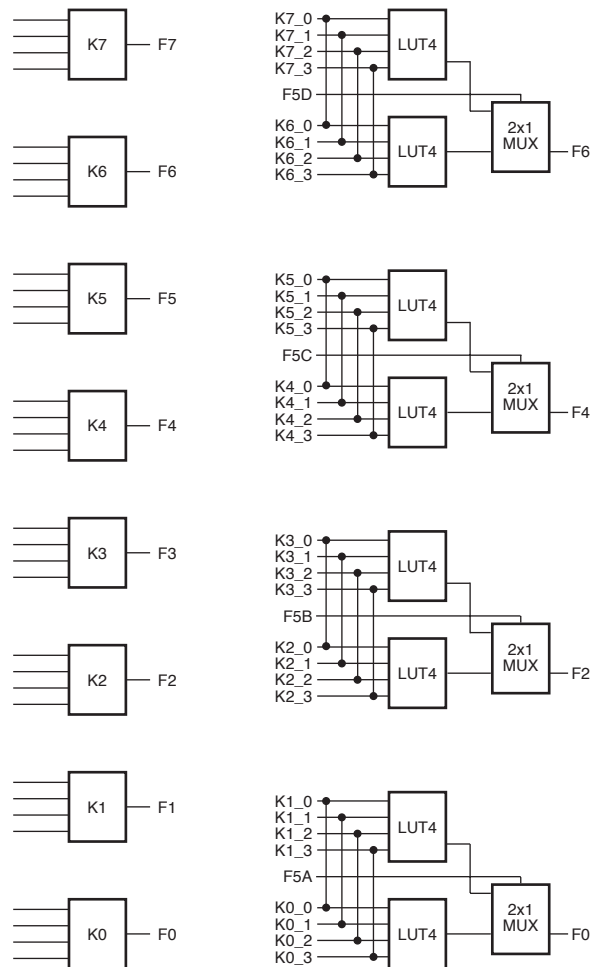 K7
F7
K6
F6
K5
F5
K4
F4
K3
F3
K2
F2
K1
F1
K0
F0
K7_0
K7_1
K7_2
K7_3
LUT4
F5D
K6_0
K6_1
K6_2
K6_3
LUT4
2x1
MUX
F6
K5_0
K5_1
K5_2
K5_3
LUT4
F5C
K4_0
K4_1
K4_2
K4_3
LUT4
2x1
MUX
F4
K3_0
K3_1
K3_2
K3_3
LUT4
F5B
K2_0
K2_1
K2_2
K2_3
LUT4
2x1
MUX
F2
K1_0
K1_1
K1_2
K1_3
LUT4
F5A
K0_0
K0_1
K0_2
K0_3
LUT4
2x1
MUX
F0